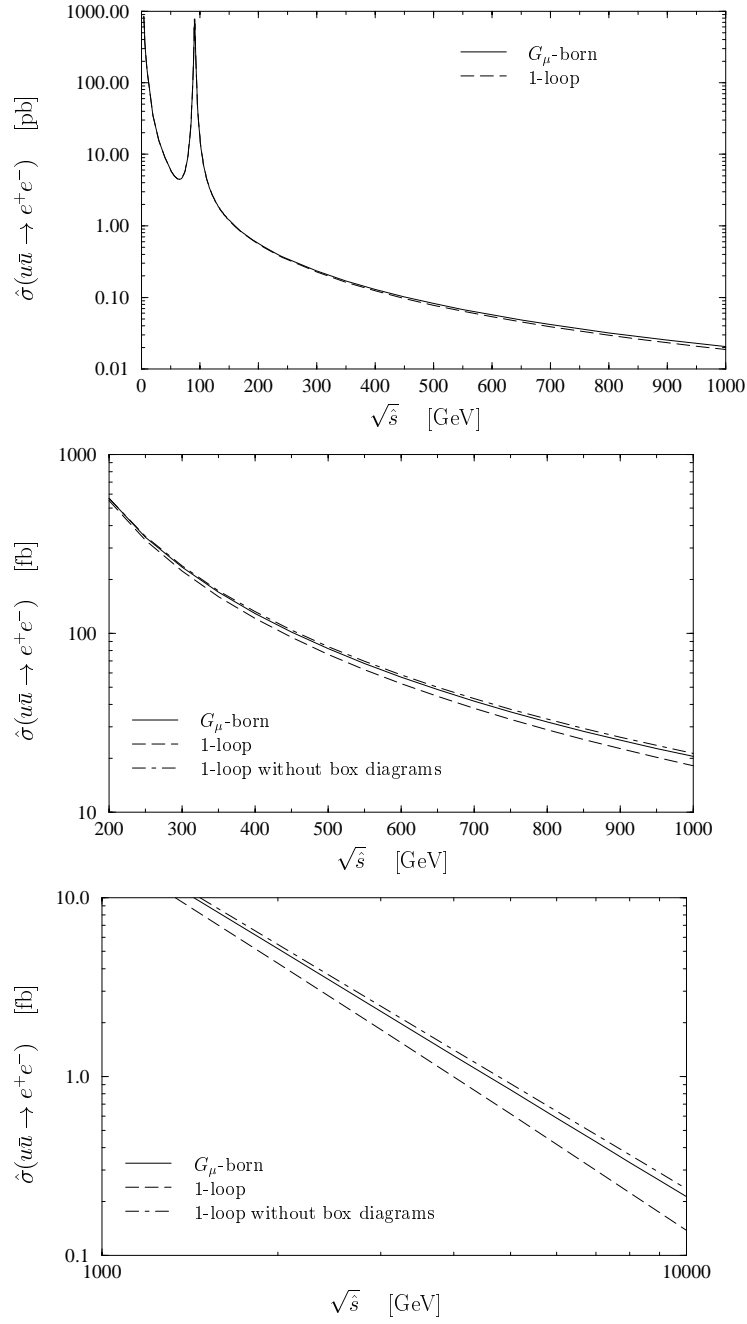 1000.00
100.00
10.00
1.00
0.10
0.01
σ̂(uū → e⁺e⁻) [pb]
G_μ-born
1-loop
0 100 200 300 400 500 600 700 800 900 1000
√ŝ [GeV]
1000
100
10
σ̂(uū → e⁺e⁻) [fb]
G_μ-born
1-loop
1-loop without box diagrams
200 300 400 500 600 700 800 900 1000
√ŝ [GeV]
10.0
1.0
0.1
σ̂(uū → e⁺e⁻) [fb]
G_μ-born
1-loop
1-loop without box diagrams
1000 10000
√ŝ [GeV]